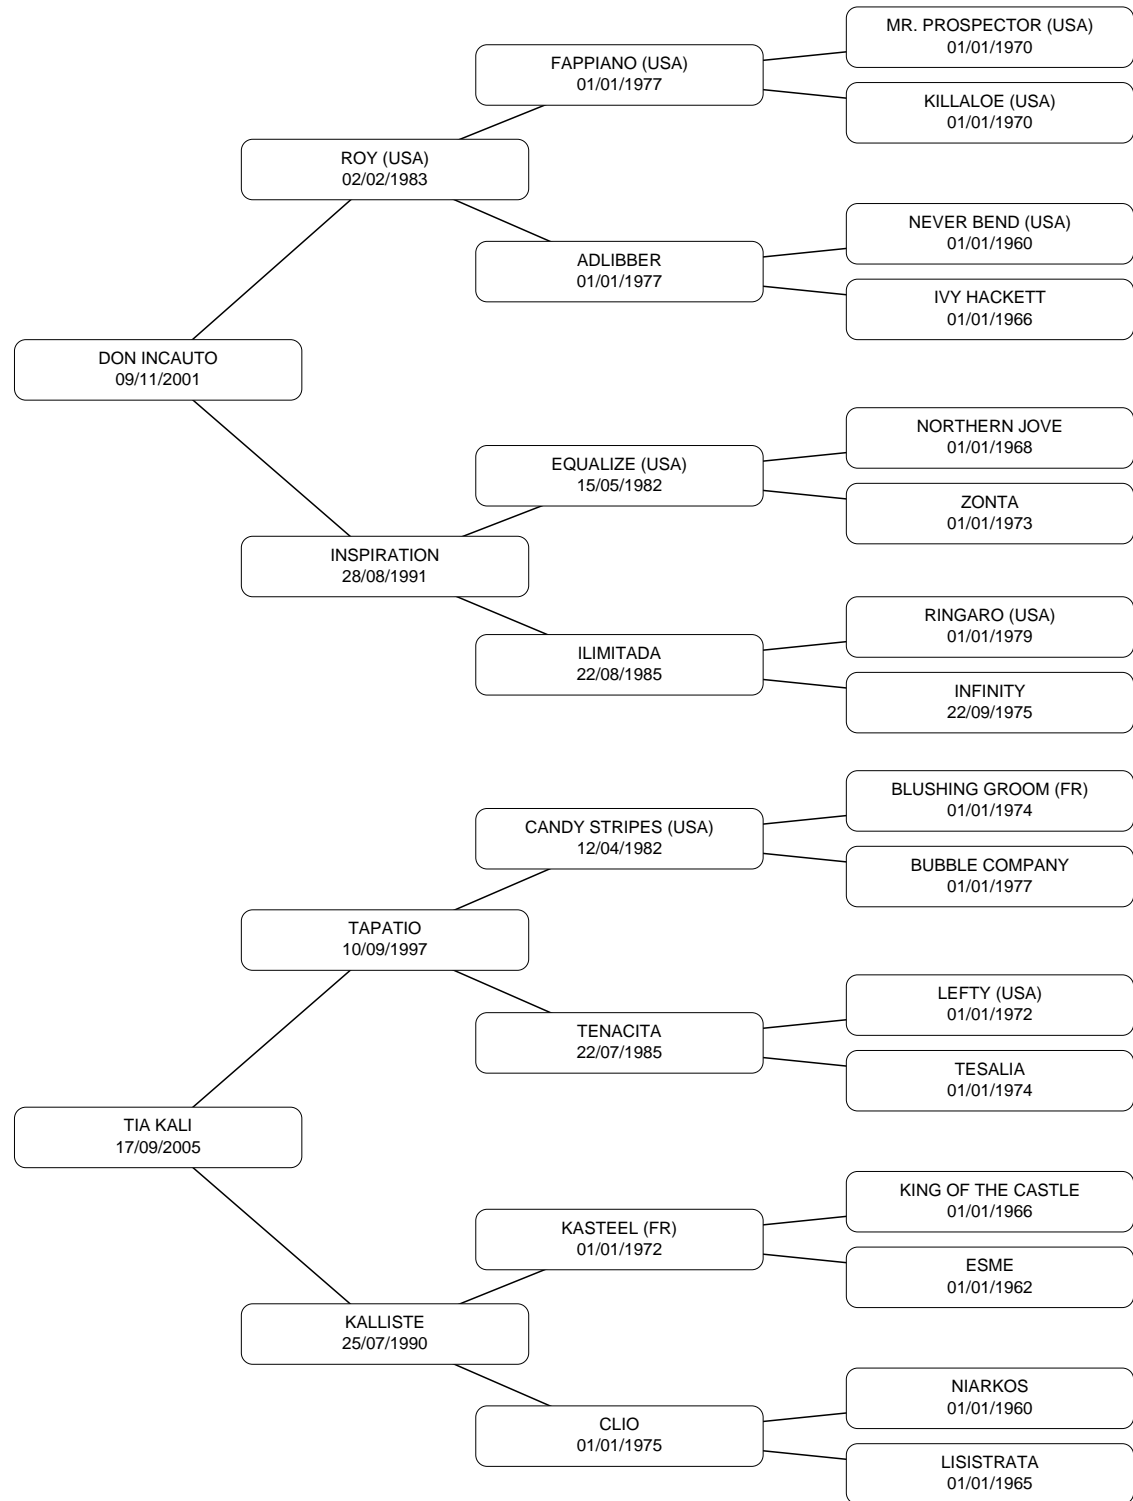 MR. PROSPECTOR (USA)
01/01/1970
FAPPIANO (USA)
01/01/1977
KILLALOE (USA)
01/01/1970
ROY (USA)
02/02/1983
NEVER BEND (USA)
01/01/1960
ADLIBBER
01/01/1977
IVY HACKETT
01/01/1966
DON INCAUTO
09/11/2001
NORTHERN JOVE
01/01/1968
EQUALIZE (USA)
15/05/1982
ZONTA
01/01/1973
INSPIRATION
28/08/1991
RINGARO (USA)
01/01/1979
ILIMITADA
22/08/1985
INFINITY
22/09/1975
BLUSHING GROOM (FR)
01/01/1974
CANDY STRIPES (USA)
12/04/1982
BUBBLE COMPANY
01/01/1977
TAPATIO
10/09/1997
LEFTY (USA)
01/01/1972
TENACITA
22/07/1985
TESALIA
01/01/1974
TIA KALI
17/09/2005
KING OF THE CASTLE
01/01/1966
KASTEEL (FR)
01/01/1972
ESME
01/01/1962
KALLISTE
25/07/1990
NIARKOS
01/01/1960
CLIO
01/01/1975
LISISTRATA
01/01/1965